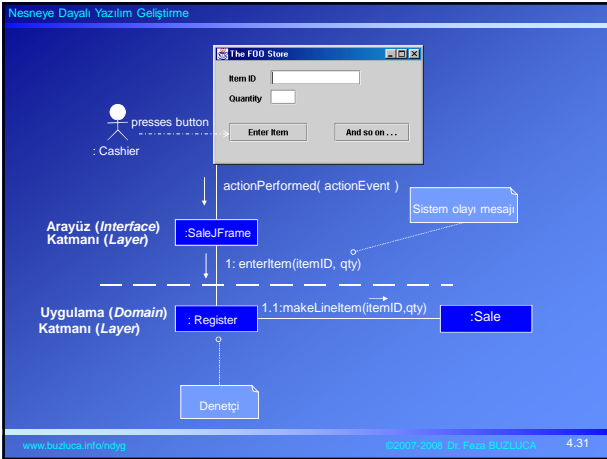 Nesneye Dayalı Yazılım Geliştirme
The FOO Store
Item ID
Quantity
Enter Item
And so on . . .
presses button
: Cashier
actionPerformed( actionEvent )
Sistem olayı mesajı
Arayüz (Interface)
Katmanı (Layer)
:SaleJFrame
1: enterItem(itemID, qty)
Uygulama (Domain)
Katmanı (Layer)
: Register
1.1:makeLineItem(itemID,qty)
:Sale
Denetçi
www.buzluca.info/ndyg
©2007-2008 Dr. Feza BUZLUCA
4.31